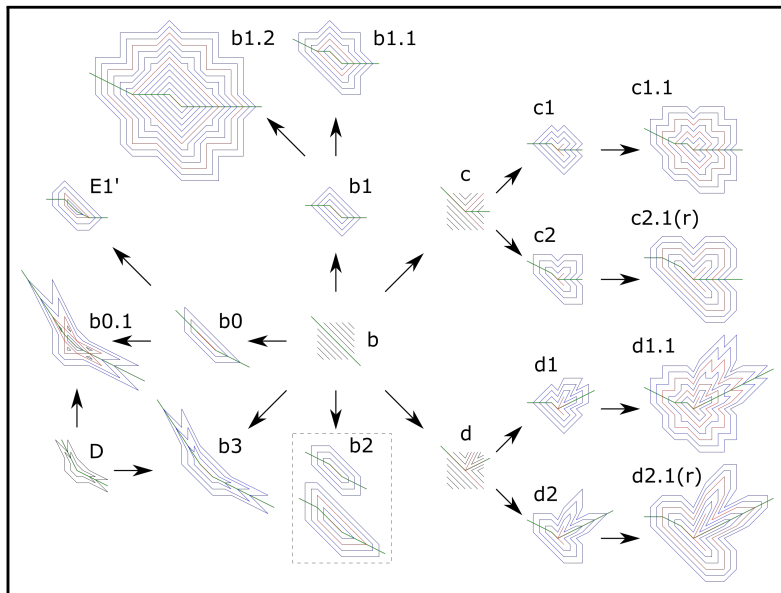 b1.2
b1.1
c1
c1.1
E1'
b1
c
c2
c2.1(r)
b0.1
b0
b
d1
d1.1
D
b3
b2
d
d2
d2.1(r)